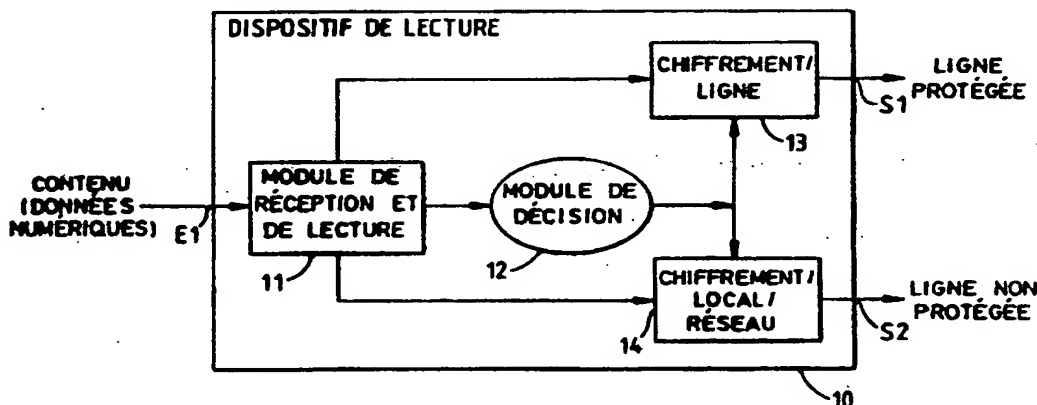 DISPOSITIF DE LECTURE
CHIFFREMENT/
LIGNE
13
S1
LIGNE
PROTÉGÉE
CONTENU
(DONNÉES
NUMÉRIQUES)
E1
MODULE DE
RÉCEPTION ET
DE LECTURE
11
MODULE DE
DÉCISION
12
CHIFFREMENT/
LOCAL/
RÉSEAU
14
S2
LIGNE NON
PROTÉGÉE
10